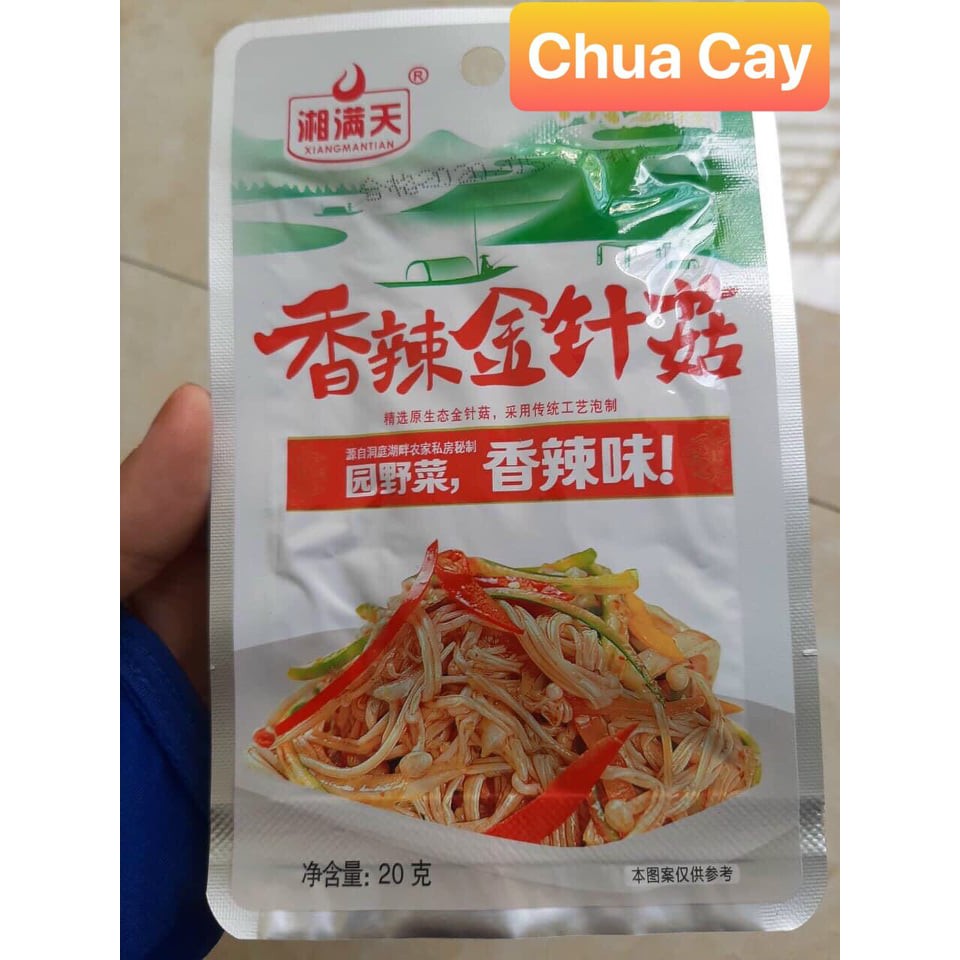 Chua Cay
湘满天
®
XIANGMANTIAN
香辣金针菇
精选原生态金针菇，采用传统工艺泡制
源自洞庭湖畔农家私房秘制
园野菜，香辣味!
净含量: 20 克
本图案仅供参考